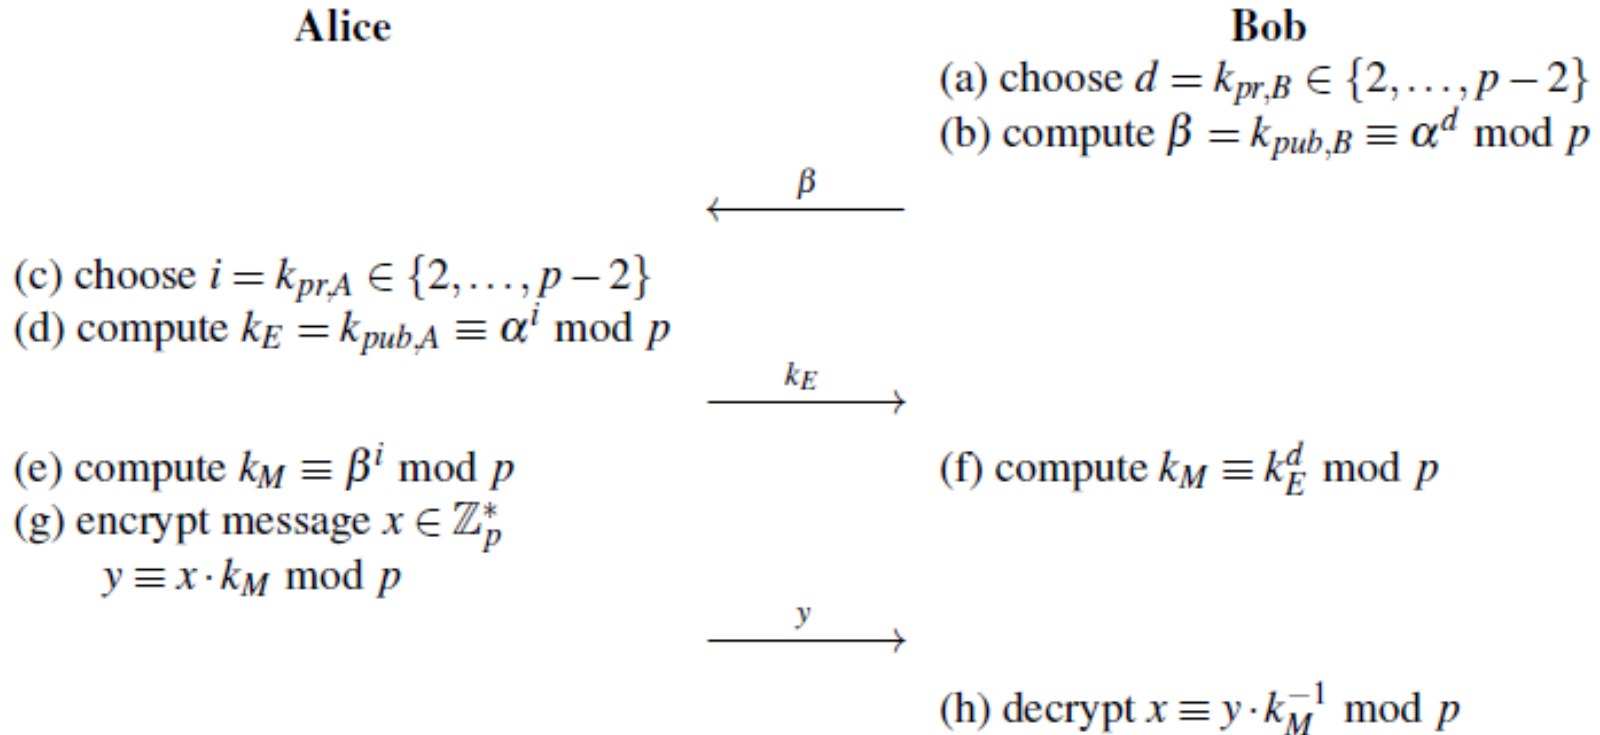 Alice
Bob
(a) choose d = k_{pr,B} ∈ {2,...,p − 2}
(b) compute β = k_{pub,B} ≡ α^d mod p
β
(c) choose i = k_{pr,A} ∈ {2,...,p − 2}
(d) compute k_E = k_{pub,A} ≡ α^i mod p
k_E
(e) compute k_M ≡ β^i mod p
(f) compute k_M ≡ k_E^d mod p
(g) encrypt message x ∈ ℤ_p^*
y ≡ x · k_M mod p
y
(h) decrypt x ≡ y · k_M^{−1} mod p